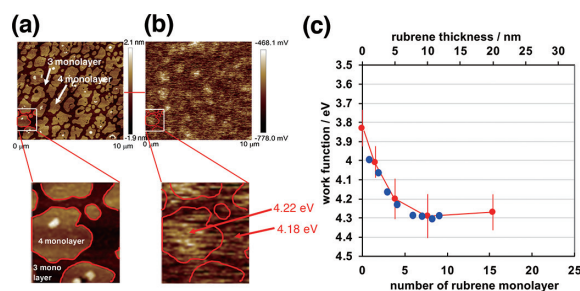 (a)
2.1 nm
3 monolayer
4 monolayer
-1.9 nm
0 μm
10 μm
4 monolayer
3 mono
layer
(b)
-468.1 mV
-778.0 mV
0 μm
10 μm
4.22 eV
4.18 eV
(c)
rubrene thickness / nm
0 5 10 15 20 25 30
work function / eV
3.5
3.6
3.7
3.8
3.9
4
4.1
4.2
4.3
4.4
4.5
0 5 10 15 20 25
number of rubrene monolayer